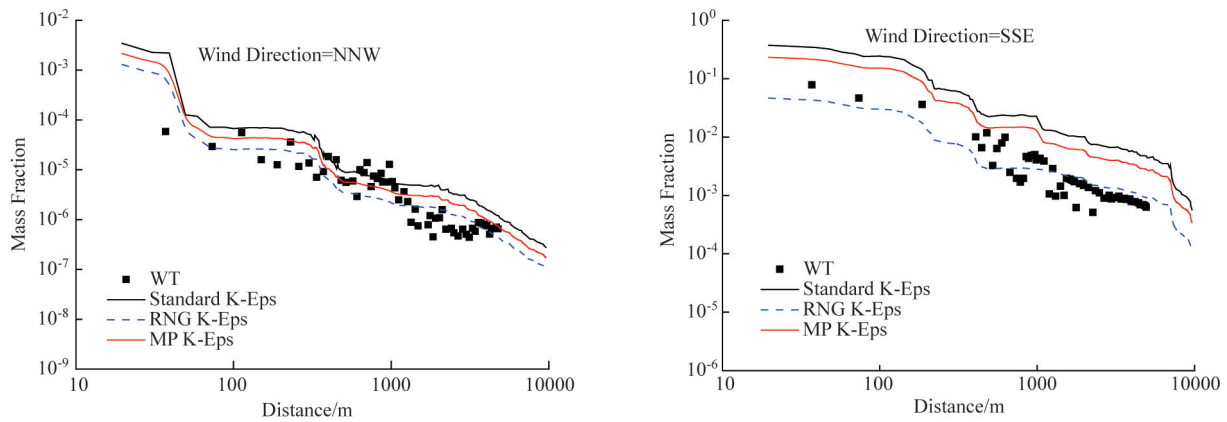 Wind Direction=NNW
Mass Fraction
10-2
10-3
10-4
10-5
10-6
10-7
10-8
10-9
WT
Standard K-Eps
RNG K-Eps
MP K-Eps
10 100 1000 10000
Distance/m
Wind Direction=SSE
Mass Fraction
100
10-1
10-2
10-3
10-4
10-5
10-6
WT
Standard K-Eps
RNG K-Eps
MP K-Eps
10 100 1000 10000
Distance/m